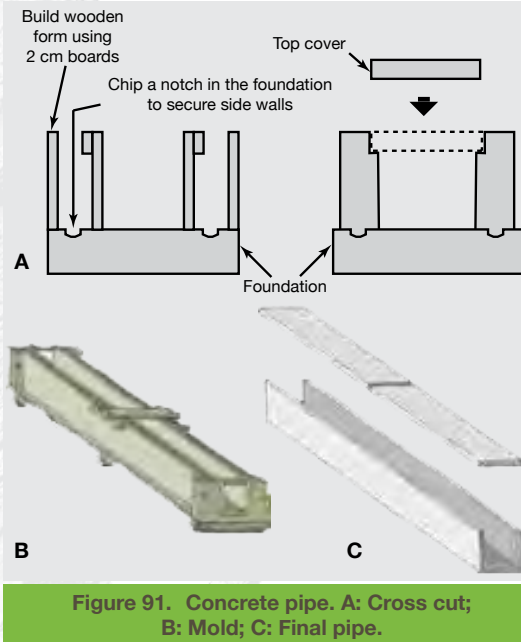 Build wooden
form using
2 cm boards
Chip a notch in the foundation
to secure side walls
Top cover
A
Foundation
B
C
Figure 91. Concrete pipe. A: Cross cut;
B: Mold; C: Final pipe.